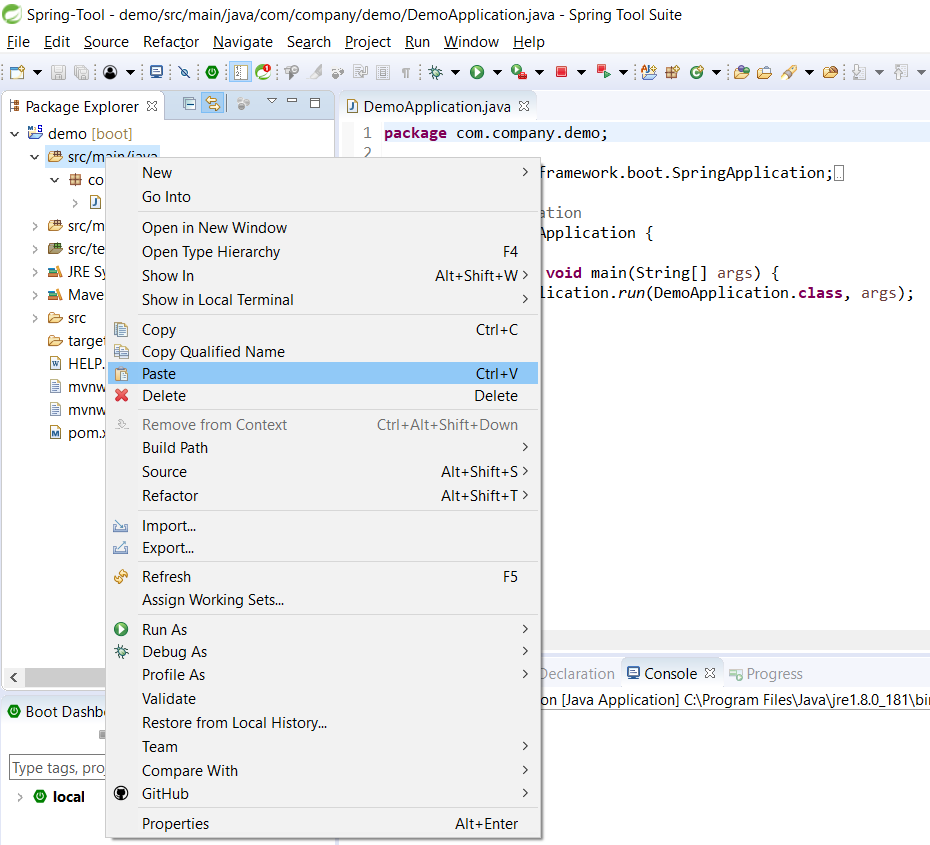 Spring-Tool - demo/src/main/java/com/company/demo/DemoApplication.java - Spring Tool Suite
File Edit Source Refactor Navigate Search Project Run Window Help
Package Explorer
DemoApplication.java
demo [boot]
src/main/java
co
src/m
src/te
JRE Sy
Mave
src
target
HELP.
mvnw
mvnw
pom.x
1 package com.company.demo;
2
framework.boot.SpringApplication;
ation
Application {
void main(String[] args) {
lication.run(DemoApplication.class, args);
New
Go Into
Open in New Window
Open Type Hierarchy F4
Show In Alt+Shift+W
Show in Local Terminal
Copy Ctrl+C
Copy Qualified Name
Paste Ctrl+V
Delete Delete
Remove from Context Ctrl+Alt+Shift+Down
Build Path
Source Alt+Shift+S
Refactor Alt+Shift+T
Import...
Export...
Refresh F5
Assign Working Sets...
Run As
Debug As
Profile As
Validate
Restore from Local History...
Team
Compare With
GitHub
Properties Alt+Enter
Declaration Console Progress
on [Java Application] C:\Program Files\Java\jre1.8.0_181\bin
Boot Dashbo
Type tags, proj
local